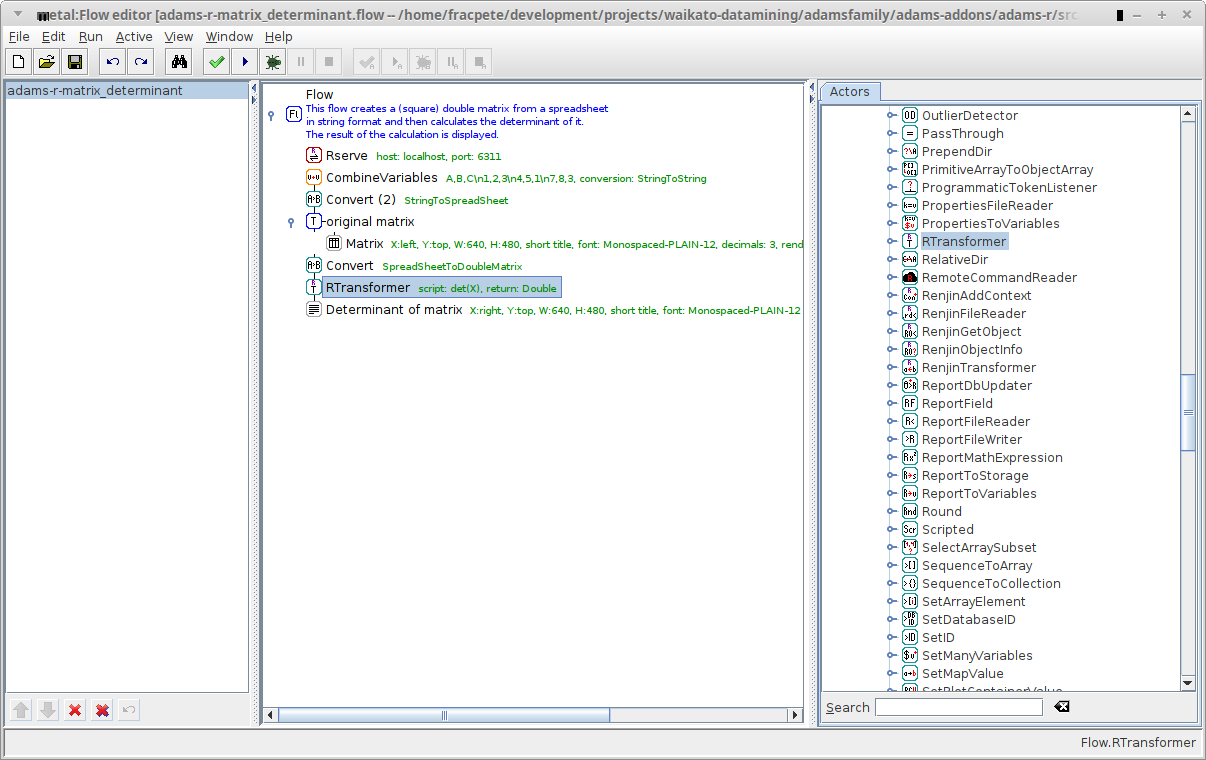 metal:Flow editor [adams-r-matrix_determinant.flow -- /home/fracpete/development/projects/waikato-datamining/adamsfamily/adams-addons/adams-r/src
File Edit Run Active View Window Help
adams-r-matrix_determinant
Flow
This flow creates a (square) double matrix from a spreadsheet
in string format and then calculates the determinant of it.
The result of the calculation is displayed.
Rserve host: localhost, port: 6311
CombineVariables A,B,C\n1,2,3\n4,5,1\n7,8,3, conversion: StringToString
Convert (2) StringToSpreadSheet
original matrix
Matrix X:left, Y:top, W:640, H:480, short title, font: Monospaced-PLAIN-12, decimals: 3, rend
Convert SpreadSheetToDoubleMatrix
RTransformer script: det(X), return: Double
Determinant of matrix X:right, Y:top, W:640, H:480, short title, font: Monospaced-PLAIN-12
Actors
OutlierDetector
PassThrough
PrependDir
PrimitiveArrayToObjectArray
ProgrammaticTokenListener
PropertiesFileReader
PropertiesToVariables
RTransformer
RelativeDir
RemoteCommandReader
RenjinAddContext
RenjinFileReader
RenjinGetObject
RenjinObjectInfo
RenjinTransformer
ReportDbUpdater
ReportField
ReportFileReader
ReportFileWriter
ReportMathExpression
ReportToStorage
ReportToVariables
Round
Scripted
SelectArraySubset
SequenceToArray
SequenceToCollection
SetArrayElement
SetDatabaseID
SetID
SetManyVariables
SetMapValue
SetPlotContainerValue
Search
Flow.RTransformer